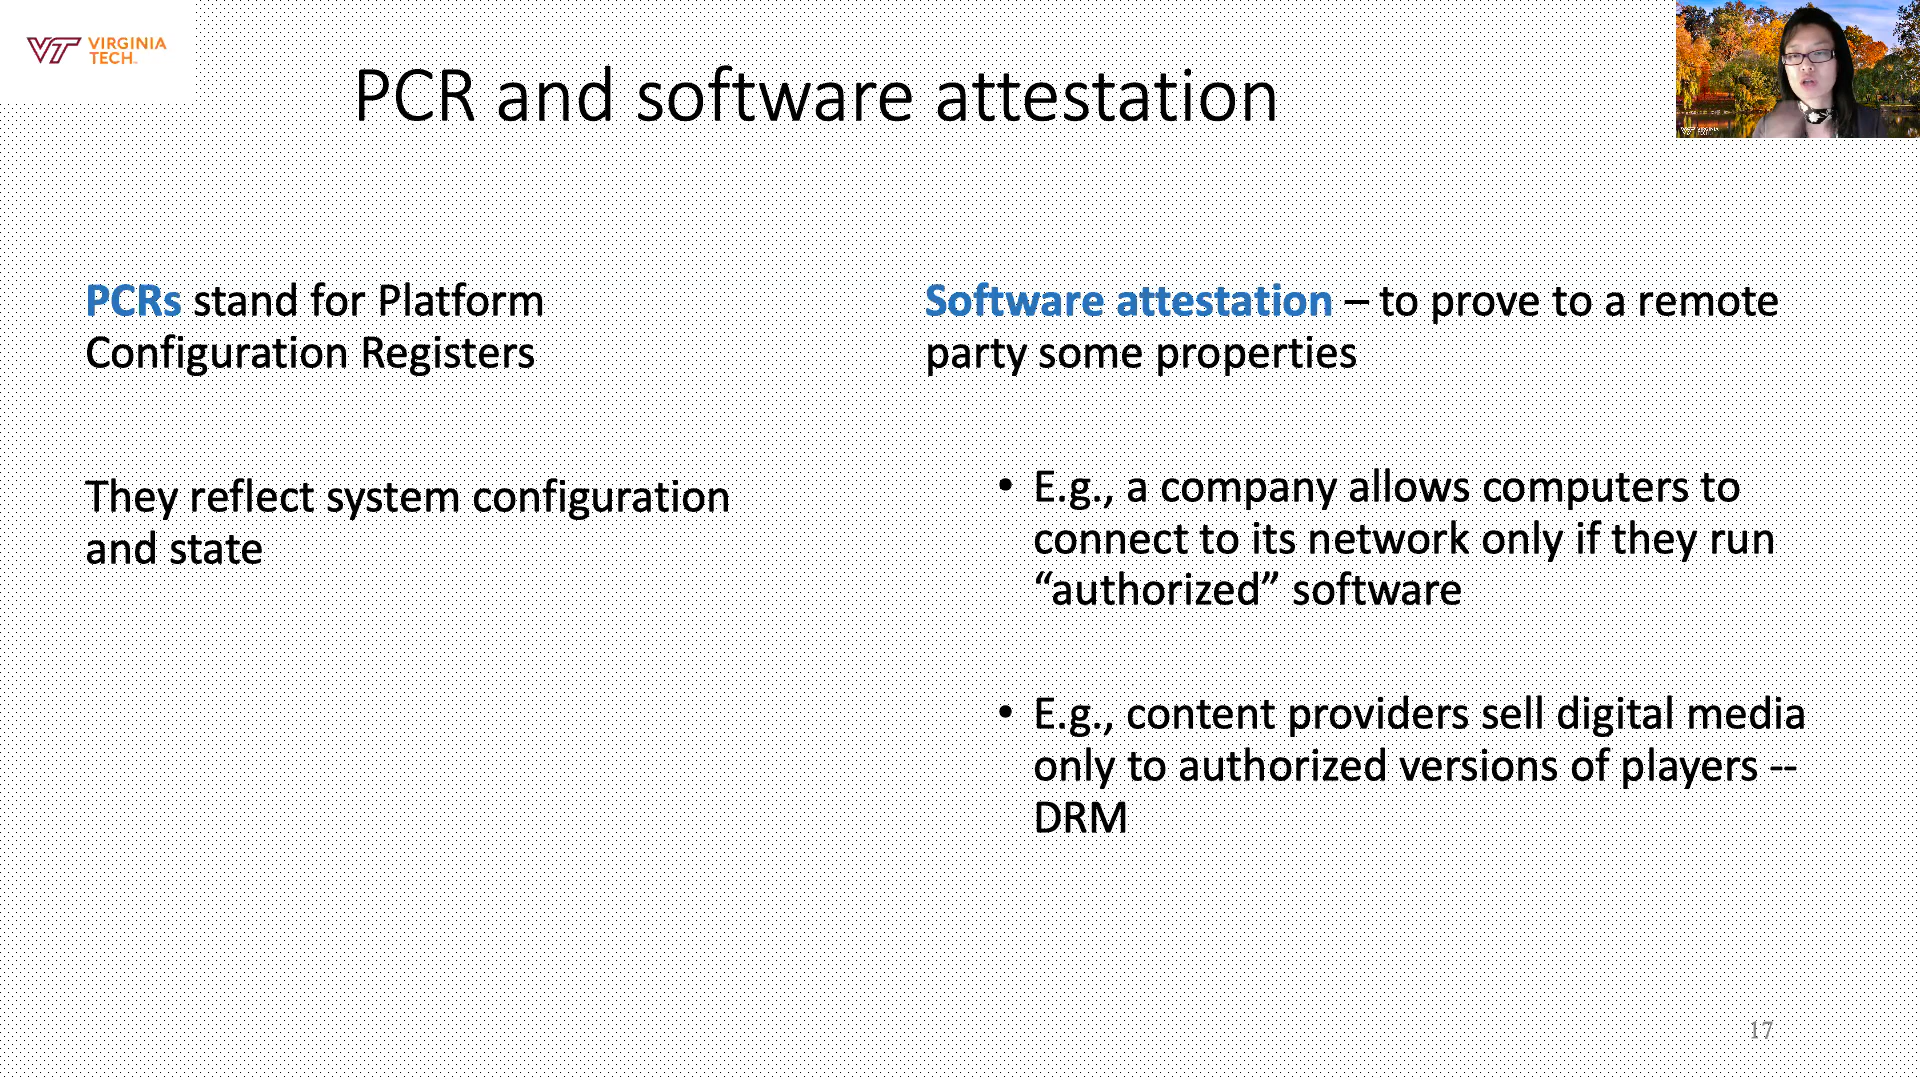 VIRGINIA
TECH
PCR and software attestation
PCRs stand for Platform
Configuration Registers
They reflect system configuration
and state
Software attestation – to prove to a remote
party some properties
• E.g., a company allows computers to
connect to its network only if they run
“authorized” software
• E.g., content providers sell digital media
only to authorized versions of players --
DRM
17